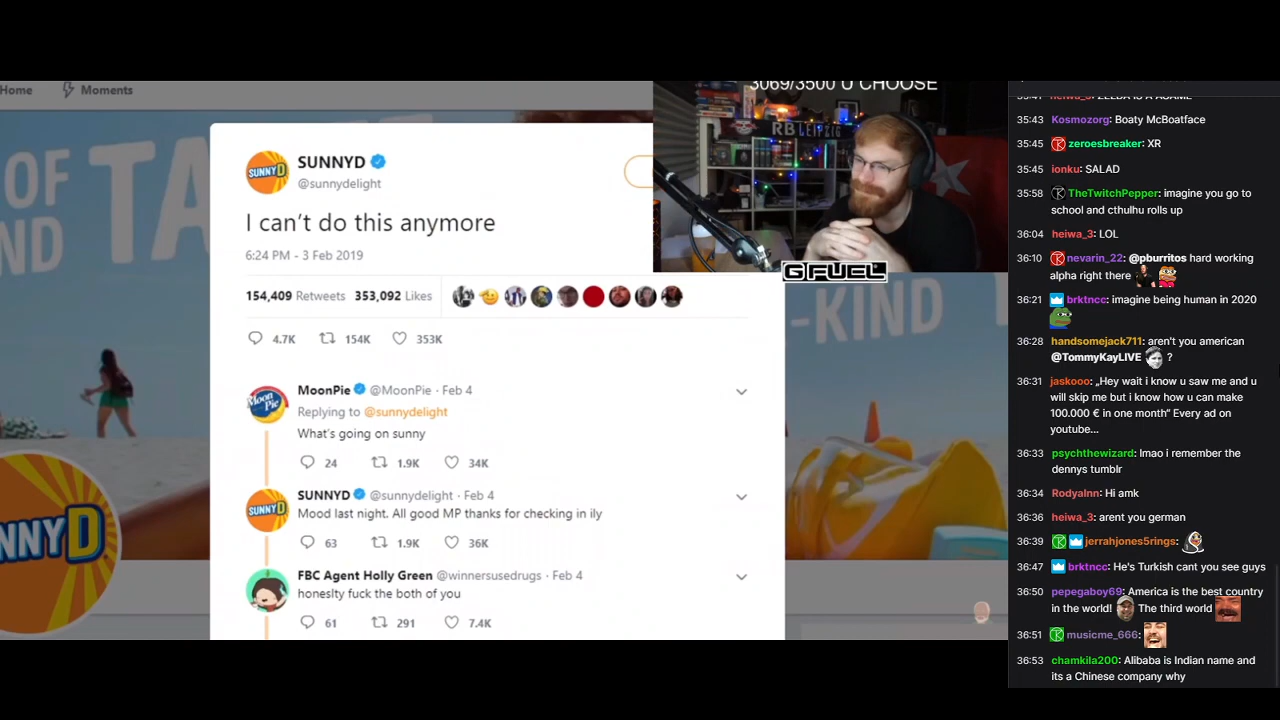 Home
Moments
OF TA
ND
-KIND
3069/3500 U CHOOSE
RB LEIPZIG
G FUEL
SUNNYD
SUNNYD
@sunnydelight
I can't do this anymore
6:24 PM - 3 Feb 2019
154,409 Retweets 353,092 Likes
4.7K 154K 353K
MoonPie @MoonPie · Feb 4
Replying to @sunnydelight
What's going on sunny
24 1.9K 34K
SUNNYD @sunnydelight · Feb 4
Mood last night. All good MP thanks for checking in ily
63 1.9K 36K
FBC Agent Holly Green @winnersusedrugs · Feb 4
honeslty fuck the both of you
61 291 7.4K
NNYD
35:41 heiwa_3: ZELDA IS A AGAME
35:43 Kosmozorg: Boaty McBoatface
35:45 zeroesbreaker: XR
35:45 ionku: SALAD
35:58 TheTwitchPepper: imagine you go to
school and cthulhu rolls up
36:04 heiwa_3: LOL
36:10 nevarin_22: @pburritos hard working
alpha right there
36:21 brktncc: imagine being human in 2020
36:28 handsomejack711: aren't you american
@TommyKayLIVE ?
36:31 jaskooo: „Hey wait i know u saw me and u
will skip me but i know how u can make
100.000 € in one month" Every ad on
youtube...
36:33 psychthewizard: lmao i remember the
dennys tumblr
36:34 RodyaInn: Hi amk
36:36 heiwa_3: arent you german
36:39 jerrahjones5rings:
36:47 brktncc: He's Turkish cant you see guys
36:50 pepegaboy69: America is the best country
in the world! The third world
36:51 musicme_666:
36:53 chamkila200: Alibaba is Indian name and
its a Chinese company why